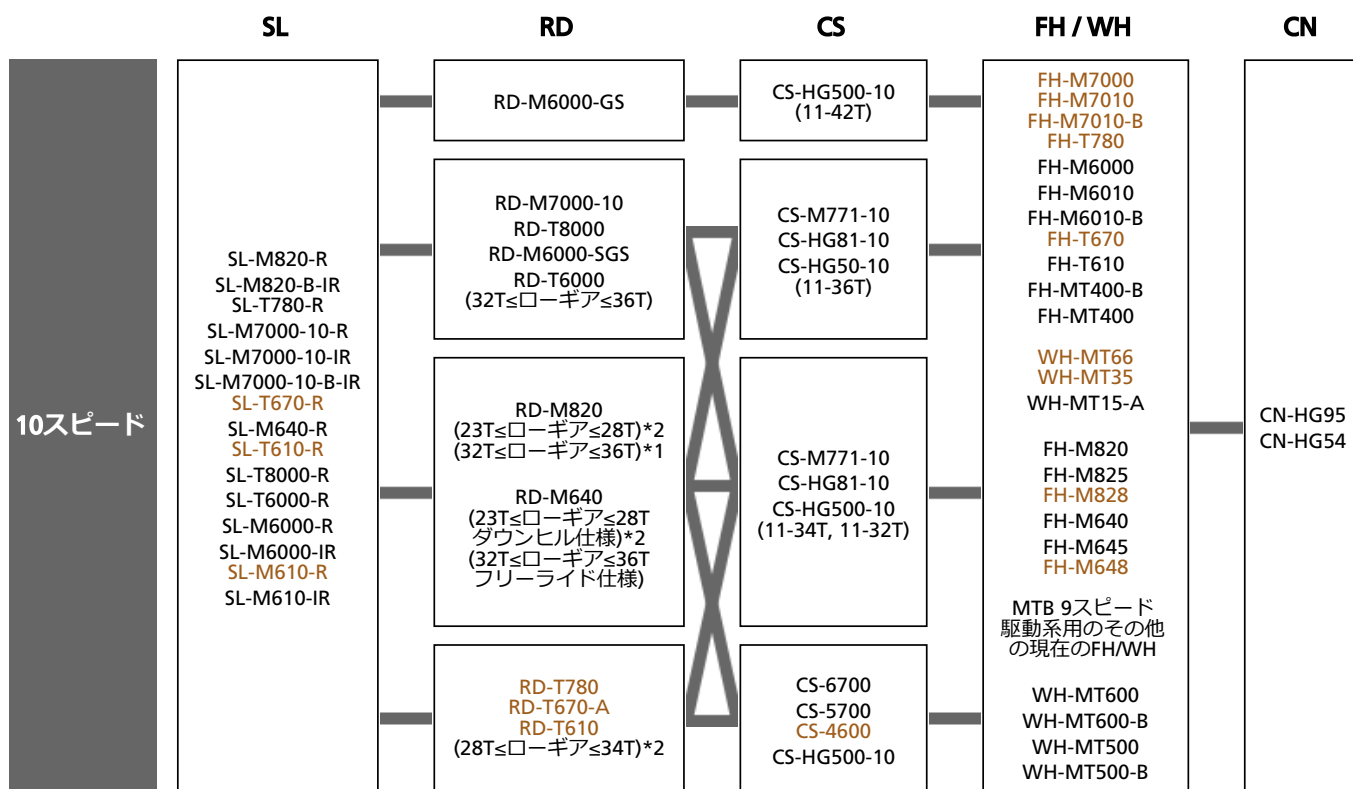 SL
RD
CS
FH / WH
CN
10スピード
SL-M820-R
SL-M820-B-IR
SL-T780-R
SL-M7000-10-R
SL-M7000-10-IR
SL-M7000-10-B-IR
SL-T670-R
SL-M640-R
SL-T610-R
SL-T8000-R
SL-T6000-R
SL-M6000-R
SL-M6000-IR
SL-M610-R
SL-M610-IR
RD-M6000-GS
RD-M7000-10
RD-T8000
RD-M6000-SGS
RD-T6000
(32T≤ローギア≤36T)
RD-M820
(23T≤ローギア≤28T)*2
(32T≤ローギア≤36T)*1
RD-M640
(23T≤ローギア≤28T
ダウンヒル仕様)*2
(32T≤ローギア≤36T
フリーライド仕様)
RD-T780
RD-T670-A
RD-T610
(28T≤ローギア≤34T)*2
CS-HG500-10
(11-42T)
CS-M771-10
CS-HG81-10
CS-HG50-10
(11-36T)
CS-M771-10
CS-HG81-10
CS-HG500-10
(11-34T, 11-32T)
CS-6700
CS-5700
CS-4600
CS-HG500-10
FH-M7000
FH-M7010
FH-M7010-B
FH-T780
FH-M6000
FH-M6010
FH-M6010-B
FH-T670
FH-T610
FH-MT400-B
FH-MT400
WH-MT66
WH-MT35
WH-MT15-A
FH-M820
FH-M825
FH-M828
FH-M640
FH-M645
FH-M648
MTB 9スピード
駆動系用のその他
の現在のFH/WH
WH-MT600
WH-MT600-B
WH-MT500
WH-MT500-B
CN-HG95
CN-HG54